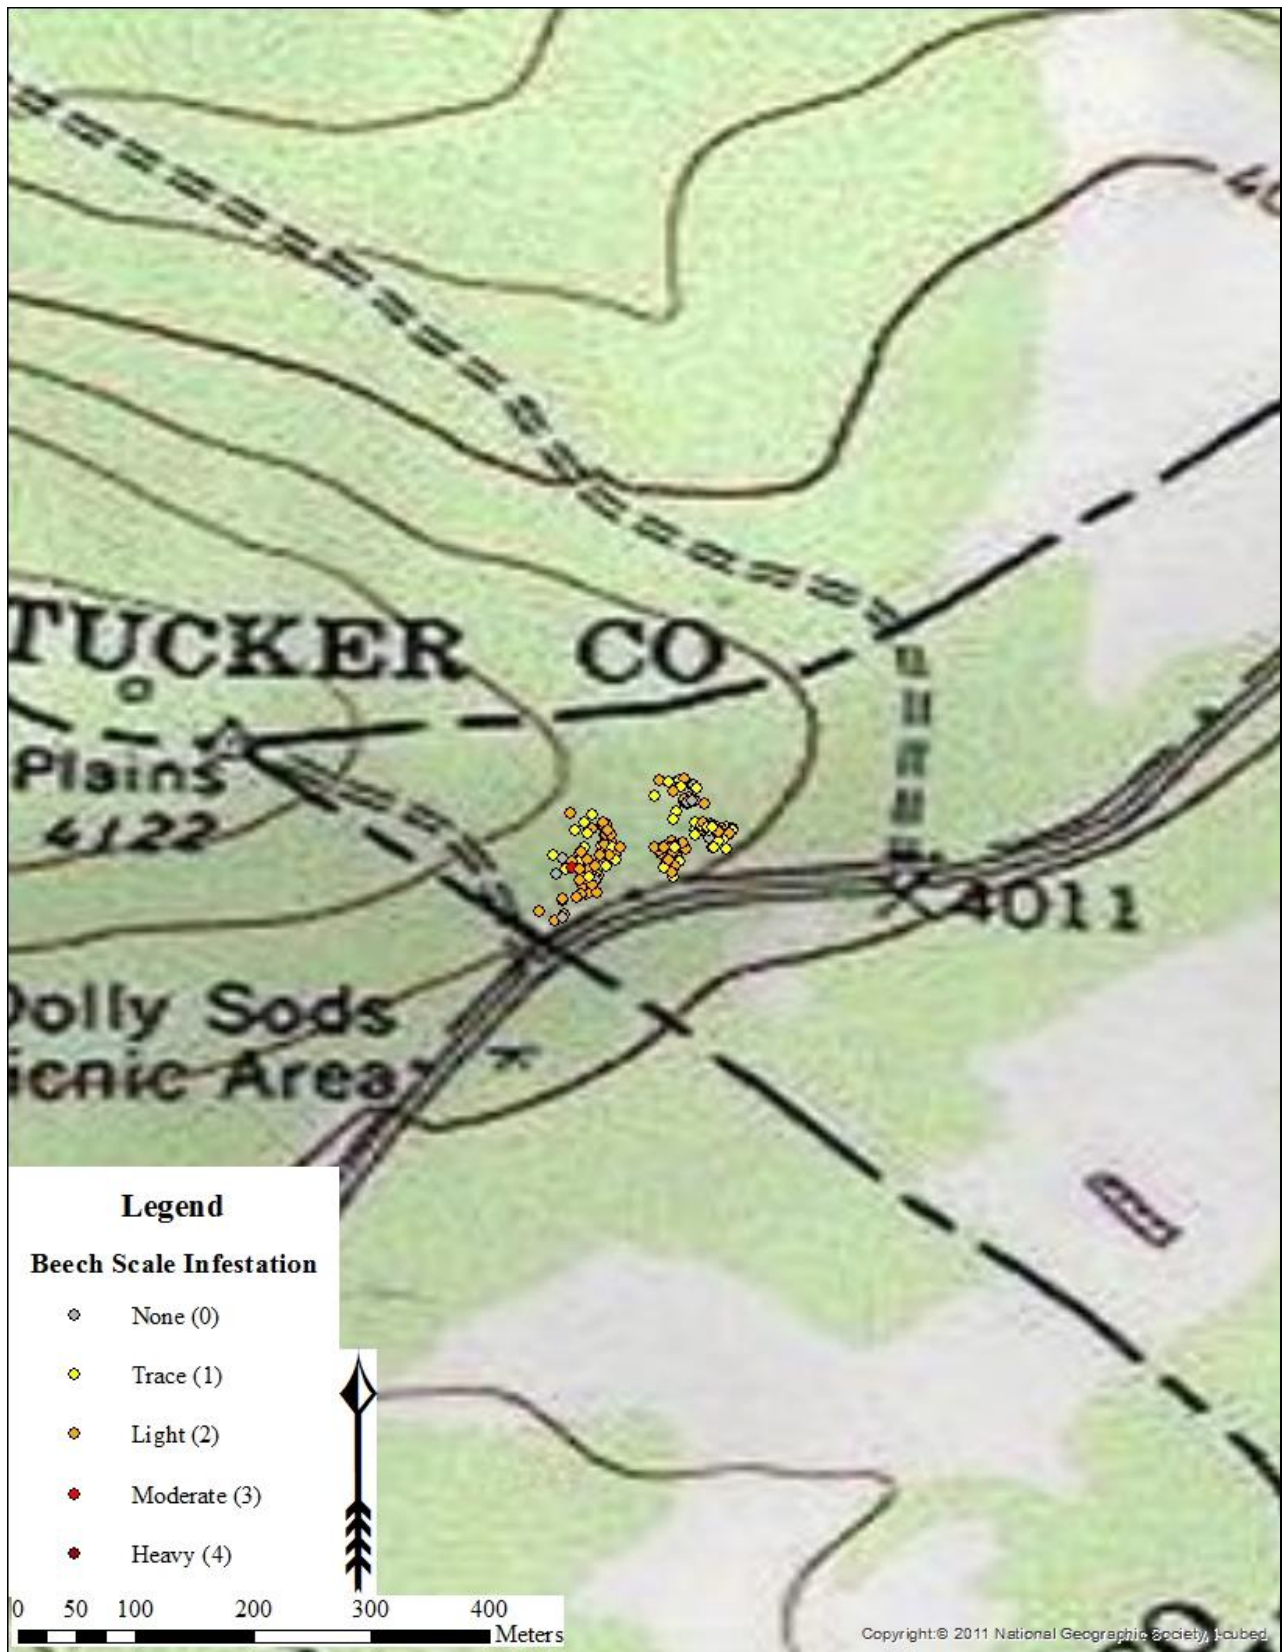 40
TUCKER CO
Plains
4122
4011
Dolly Sods
icnic Area
Legend
Beech Scale Infestation
None (0)
Trace (1)
Light (2)
Moderate (3)
Heavy (4)
0 50 100 200 300 400
Meters
Copyright:© 2011 National Geographic Society, i-cubed